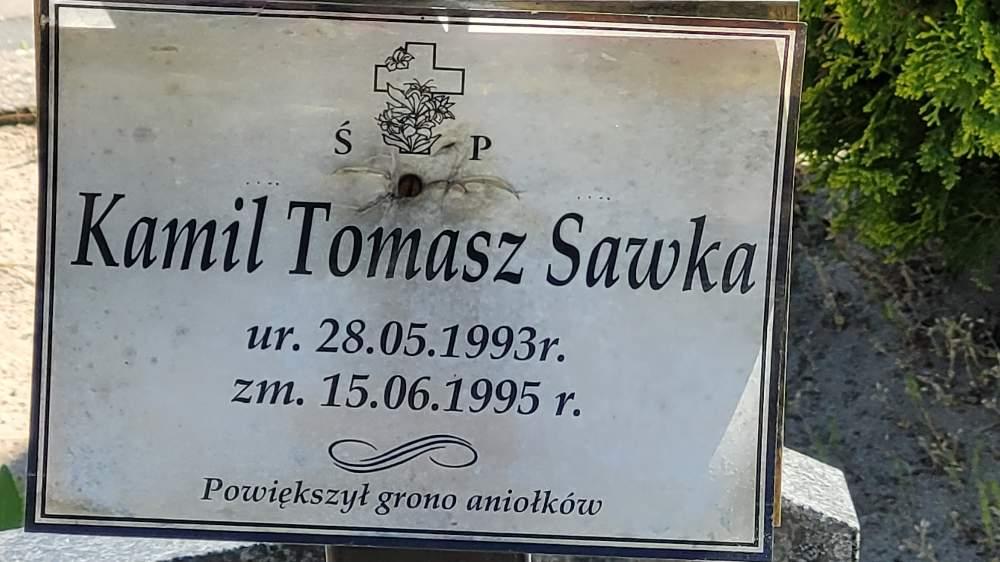 Ś P
Kamil Tomasz Sawka
ur. 28.05.1993r.
zm. 15.06.1995 r.
Powiększył grono aniołków